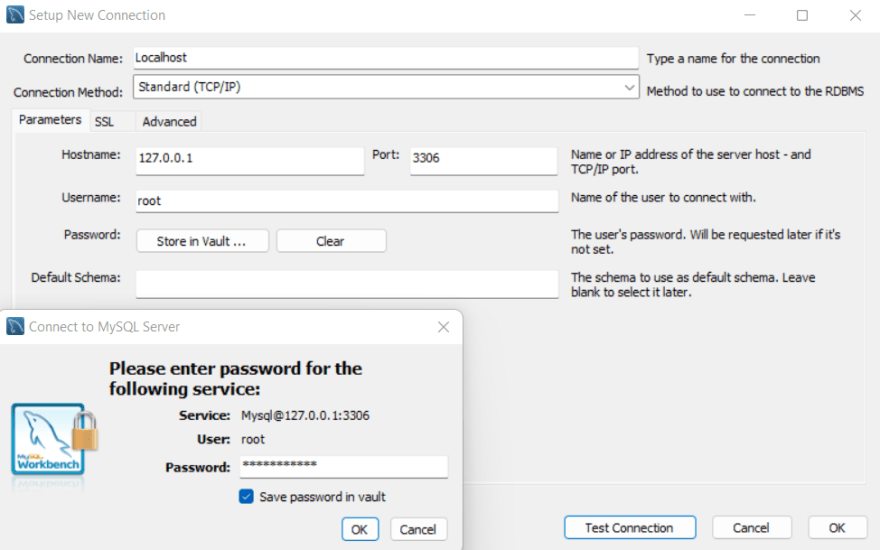 Setup New Connection
Connection Name: Localhost Type a name for the connection
Connection Method: Standard (TCP/IP) Method to use to connect to the RDBMS
Parameters SSL Advanced
Hostname: 127.0.0.1 Port: 3306 Name or IP address of the server host - and
TCP/IP port.
Username: root Name of the user to connect with.
Password: Store in Vault ... Clear The user's password. Will be requested later if it's
not set.
Default Schema: The schema to use as default schema. Leave
blank to select it later.
Connect to MySQL Server
Please enter password for the
following service:
Service: Mysql@127.0.0.1:3306
User: root
Password: ***********
MySQL
Workbench
Save password in vault
OK Cancel
Test Connection Cancel OK